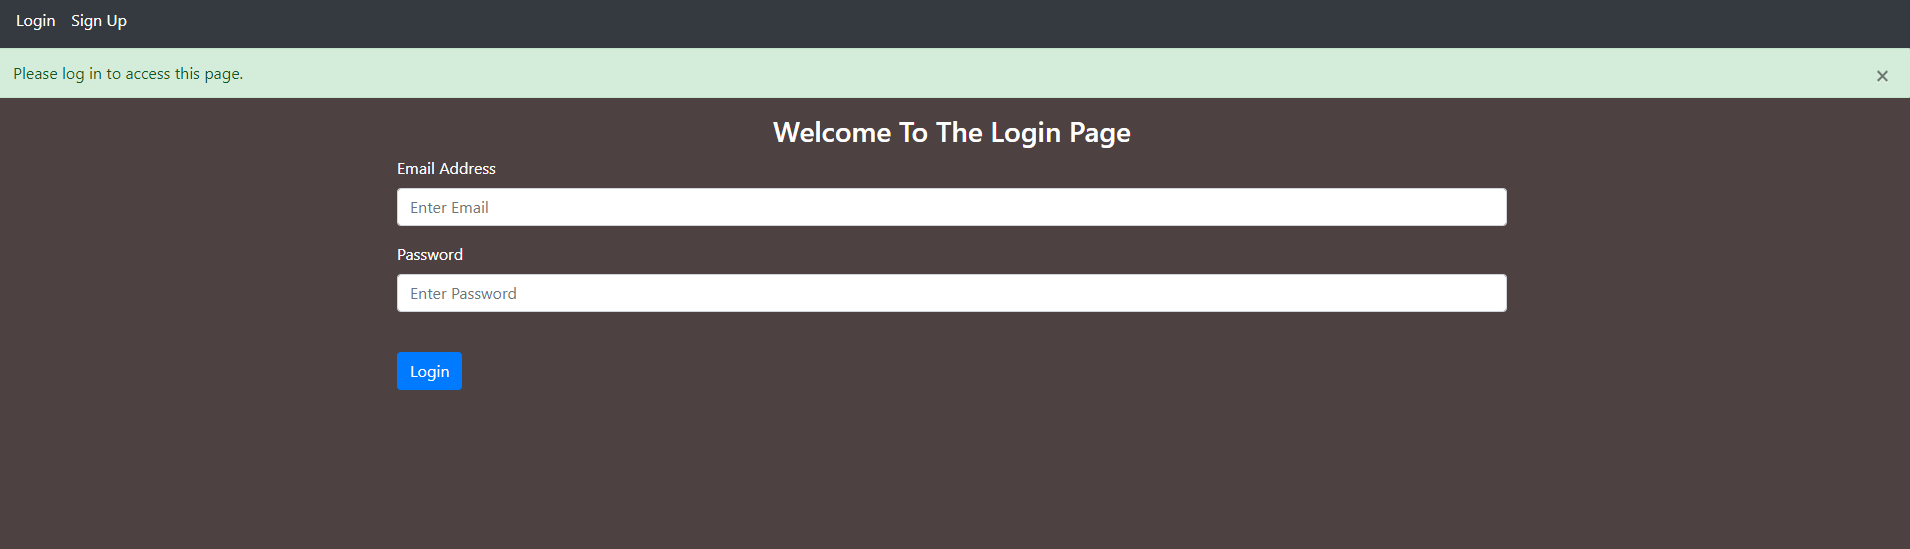 Login Sign Up
Please log in to access this page. ×
Welcome To The Login Page
Email Address
Enter Email
Password
Enter Password
Login